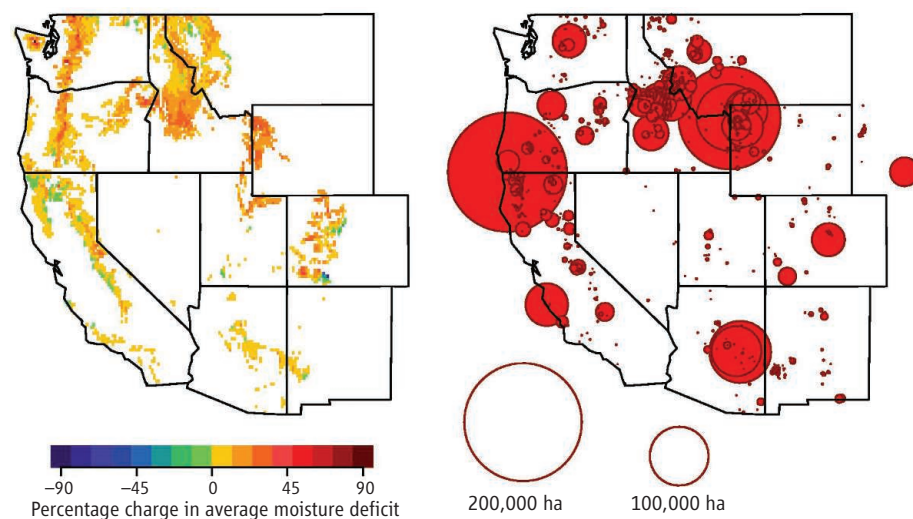 −90 −45 0 45 90
Percentage charge in average moisture deficit
200,000 ha
100,000 ha